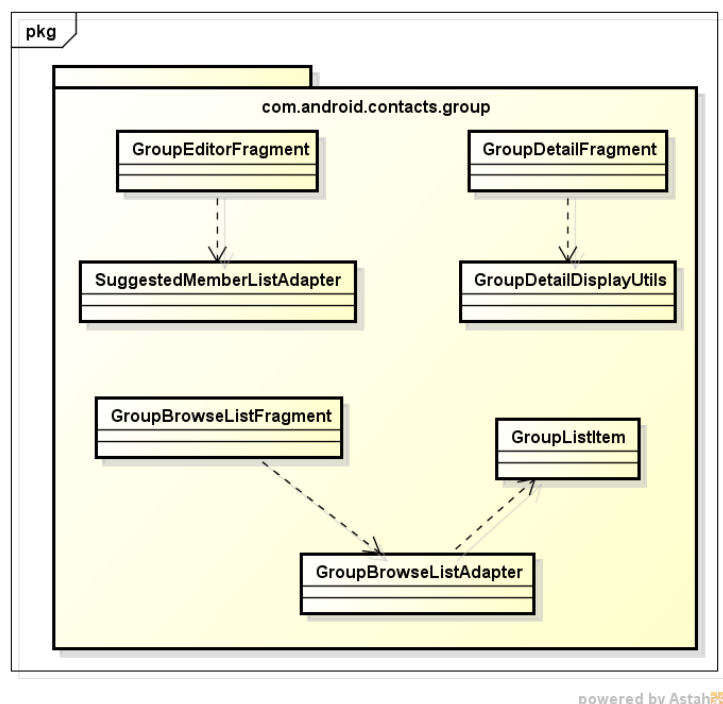 pkg
com.android.contacts.group
GroupEditorFragment
GroupDetailFragment
SuggestedMemberListAdapter
GroupDetailDisplayUtils
GroupBrowseListFragment
GroupListItem
GroupBrowseListAdapter
powered by Astah